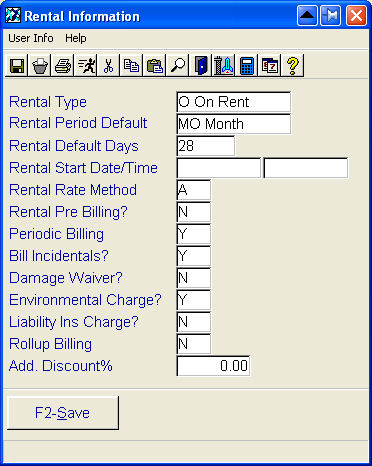 Rental Information
User Info Help
Rental Type O On Rent
Rental Period Default MO Month
Rental Default Days 28
Rental Start Date/Time
Rental Rate Method A
Rental Pre Billing? N
Periodic Billing Y
Bill Incidentals? Y
Damage Waiver? N
Environmental Charge? Y
Liability Ins Charge? N
Rollup Billing N
Add. Discount% 0.00
F2-Save